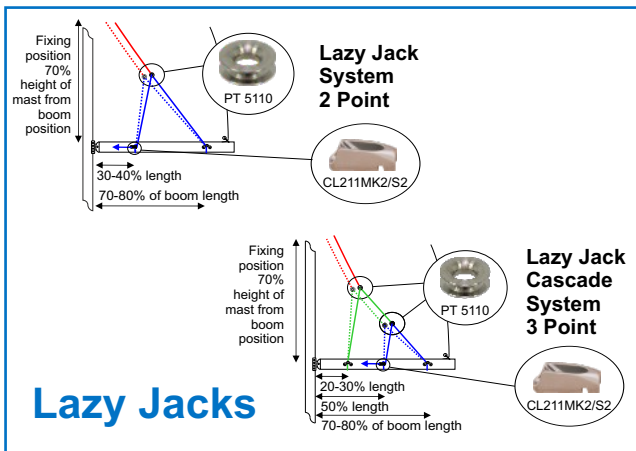 Fixing
position
70%
height of
mast from
boom
position
PT 5110
Lazy Jack
System
2 Point
CL211MK2/S2
30-40% length
70-80% of boom length
Fixing
position
70%
height of
mast from
boom
position
PT 5110
Lazy Jack
Cascade
System
3 Point
CL211MK2/S2
20-30% length
50% length
70-80% of boom length
Lazy Jacks